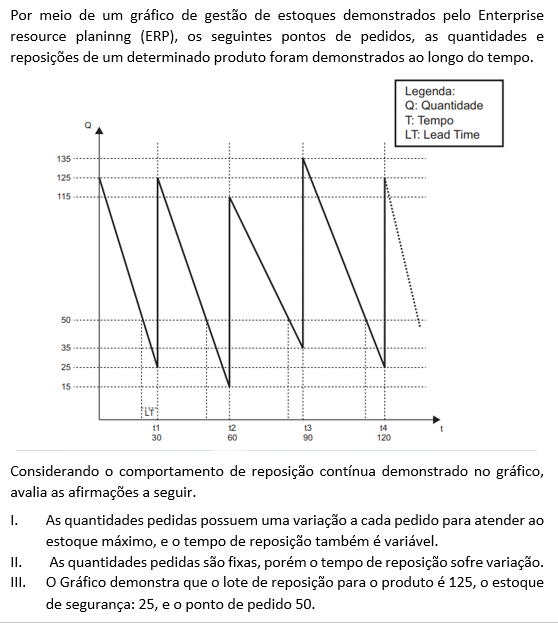 Por meio de um gráfico de gestão de estoques demonstrados pelo Enterprise
resource planinng (ERP), os seguintes pontos de pedidos, as quantidades e
reposições de um determinado produto foram demonstrados ao longo do tempo.
Legenda:
Q: Quantidade
T: Tempo
LT: Lead Time
Q
135
125
115
50
35
25
15
LT
t1 t2 t3 t4 t
30 60 90 120
Considerando o comportamento de reposição contínua demonstrado no gráfico,
avalia as afirmações a seguir.
I. As quantidades pedidas possuem uma variação a cada pedido para atender ao
estoque máximo, e o tempo de reposição também é variável.
II. As quantidades pedidas são fixas, porém o tempo de reposição sofre variação.
III. O Gráfico demonstra que o lote de reposição para o produto é 125, o estoque
de segurança: 25, e o ponto de pedido 50.